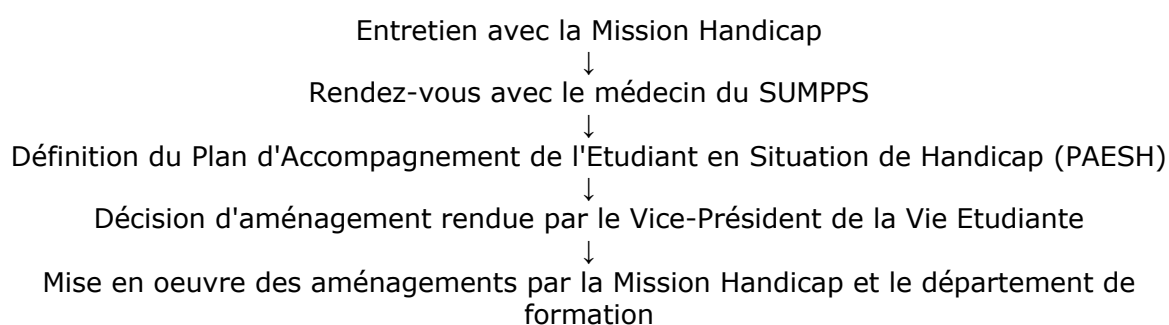 Entretien avec la Mission Handicap
↓
Rendez-vous avec le médecin du SUMPPS
↓
Définition du Plan d'Accompagnement de l'Etudiant en Situation de Handicap (PAESH)
↓
Décision d'aménagement rendue par le Vice-Président de la Vie Etudiante
↓
Mise en oeuvre des aménagements par la Mission Handicap et le département de
formation